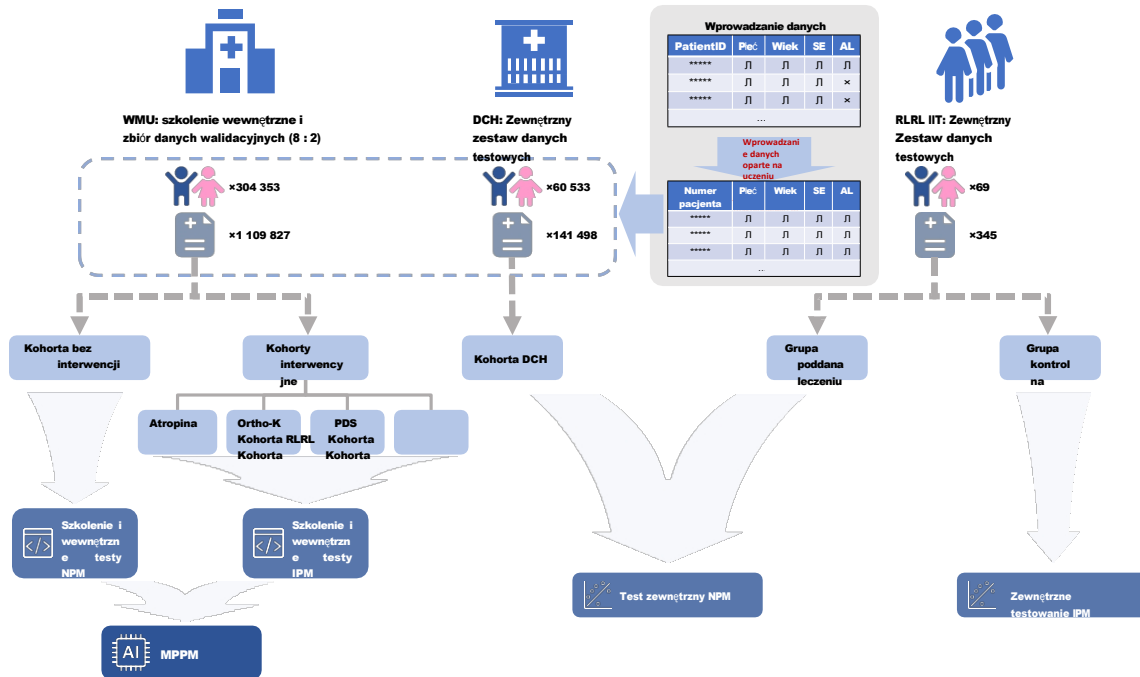 Wprowadzanie danych
PatientID Płeć Wiek SE AL
***** Л Л Л Л
***** Л Л Л ×
***** Л Л Л ×
...
WMU: szkolenie wewnętrzne i
zbiór danych walidacyjnych (8 : 2)
DCH: Zewnętrzny
zestaw danych
testowych
RLRL IIT: Zewnętrzny
Zestaw danych
testowych
Wprowadzani
e danych
oparte na
uczeniu
×304 353
×60 533
×69
Numer
pacjenta Płeć Wiek SE AL
***** Л Л Л Л
***** Л Л Л Л
***** Л Л Л Л
...
×1 109 827
×141 498
×345
Kohorta bez
interwencji
Kohorty
interwency
jne
Kohorta DCH
Grupa
poddana
leczeniu
Grupa
kontrol
na
Atropina
Ortho-K
Kohorta RLRL
Kohorta
PDS
Kohorta
Kohorta
Szkolenie i
wewnętrzn
e testy
NPM
Szkolenie i
wewnętrzn
e testy
IPM
Test zewnętrzny NPM
Zewnętrzne
testowanie IPM
AI MPPM